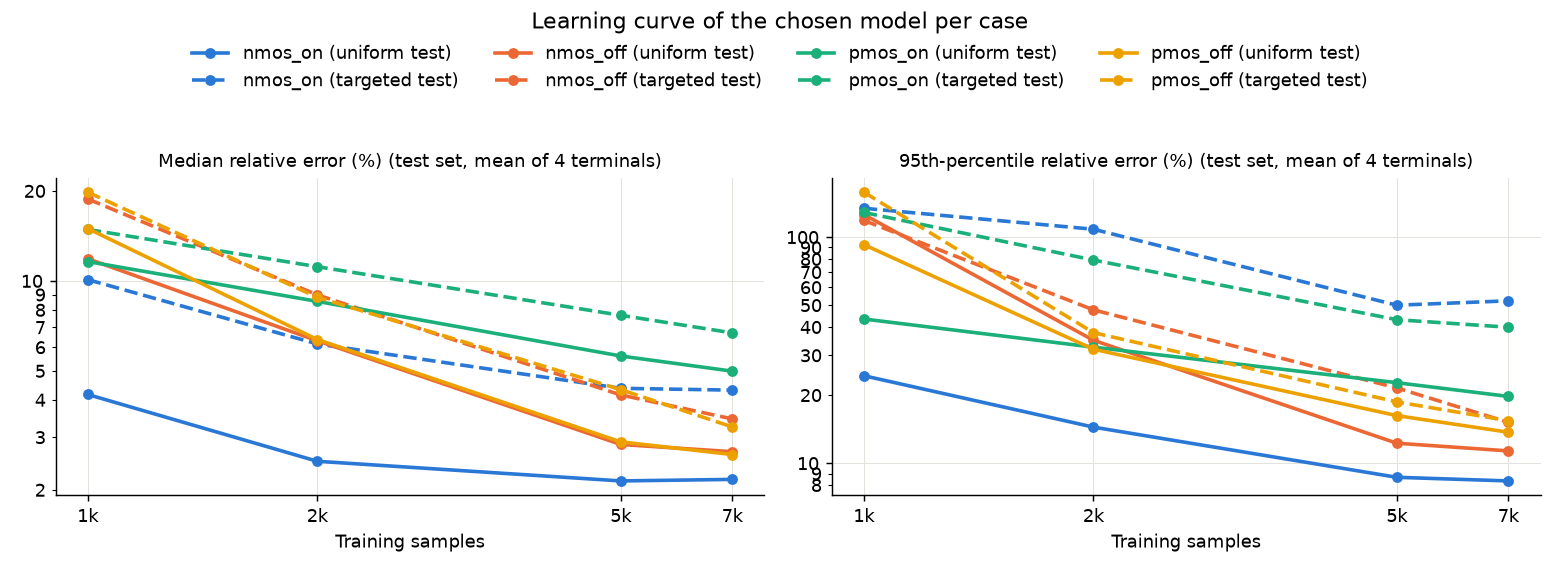 Learning curve of the chosen model per case
nmos_on (uniform test) nmos_off (uniform test) pmos_on (uniform test) pmos_off (uniform test)
nmos_on (targeted test) nmos_off (targeted test) pmos_on (targeted test) pmos_off (targeted test)
Median relative error (%) (test set, mean of 4 terminals)
20
10
9
8
7
6
5
4
3
2
1k 2k 5k 7k
Training samples
95th-percentile relative error (%) (test set, mean of 4 terminals)
100
90
80
70
60
50
40
30
20
10
9
8
1k 2k 5k 7k
Training samples